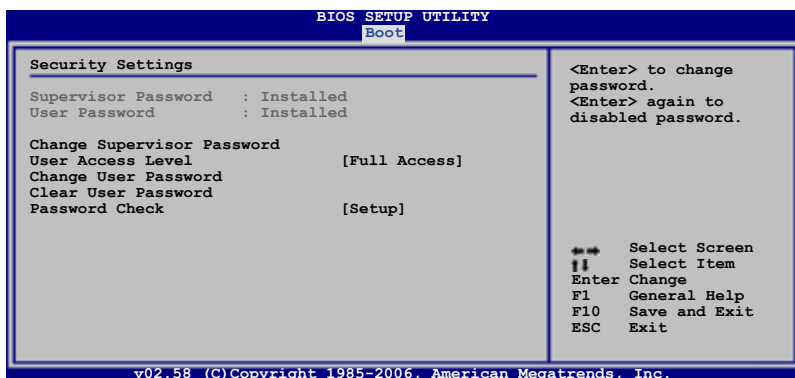 BIOS SETUP UTILITY
Boot
Security Settings
Supervisor Password : Installed
User Password : Installed
Change Supervisor Password
User Access Level [Full Access]
Change User Password
Clear User Password
Password Check [Setup]
<Enter> to change
password.
<Enter> again to
disabled password.
←→ Select Screen
↑↓ Select Item
Enter Change
F1 General Help
F10 Save and Exit
ESC Exit
v02.58 (C)Copyright 1985-2006, American Megatrends, Inc.